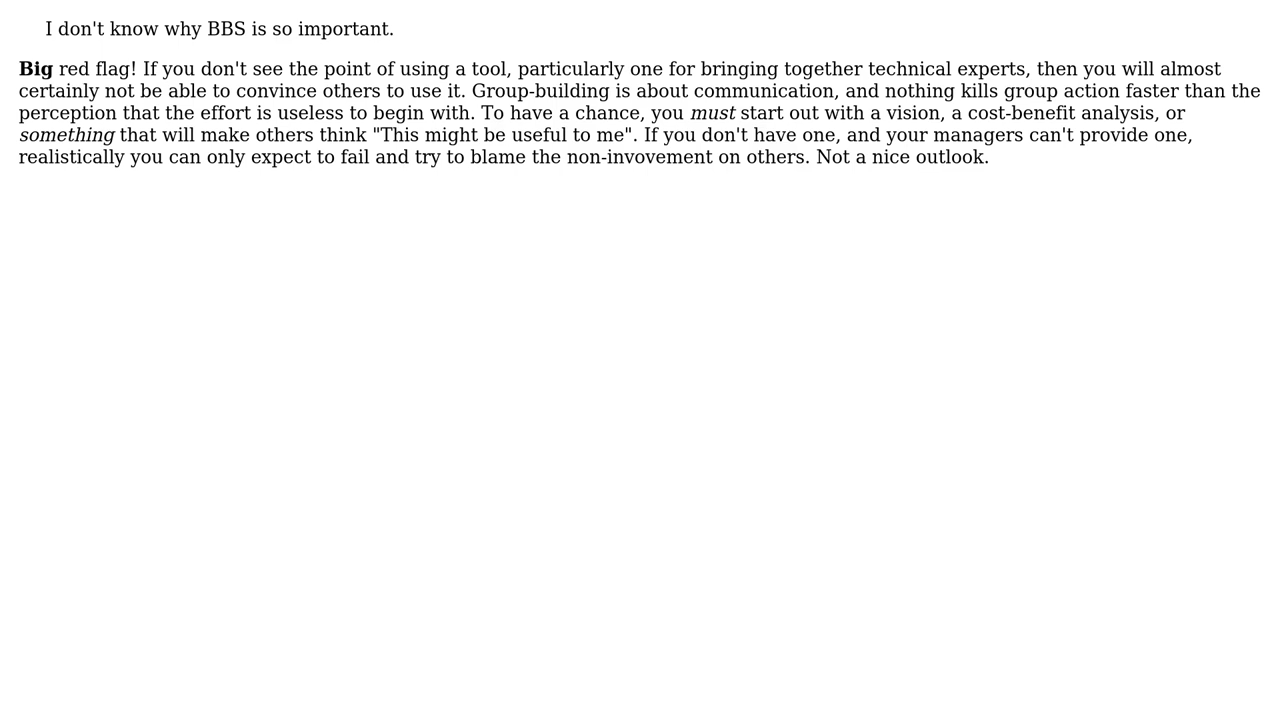 I don't know why BBS is so important.
Big red flag! If you don't see the point of using a tool, particularly one for bringing together technical experts, then you will almost
certainly not be able to convince others to use it. Group-building is about communication, and nothing kills group action faster than the
perception that the effort is useless to begin with. To have a chance, you must start out with a vision, a cost-benefit analysis, or
something that will make others think "This might be useful to me". If you don't have one, and your managers can't provide one,
realistically you can only expect to fail and try to blame the non-invovement on others. Not a nice outlook.